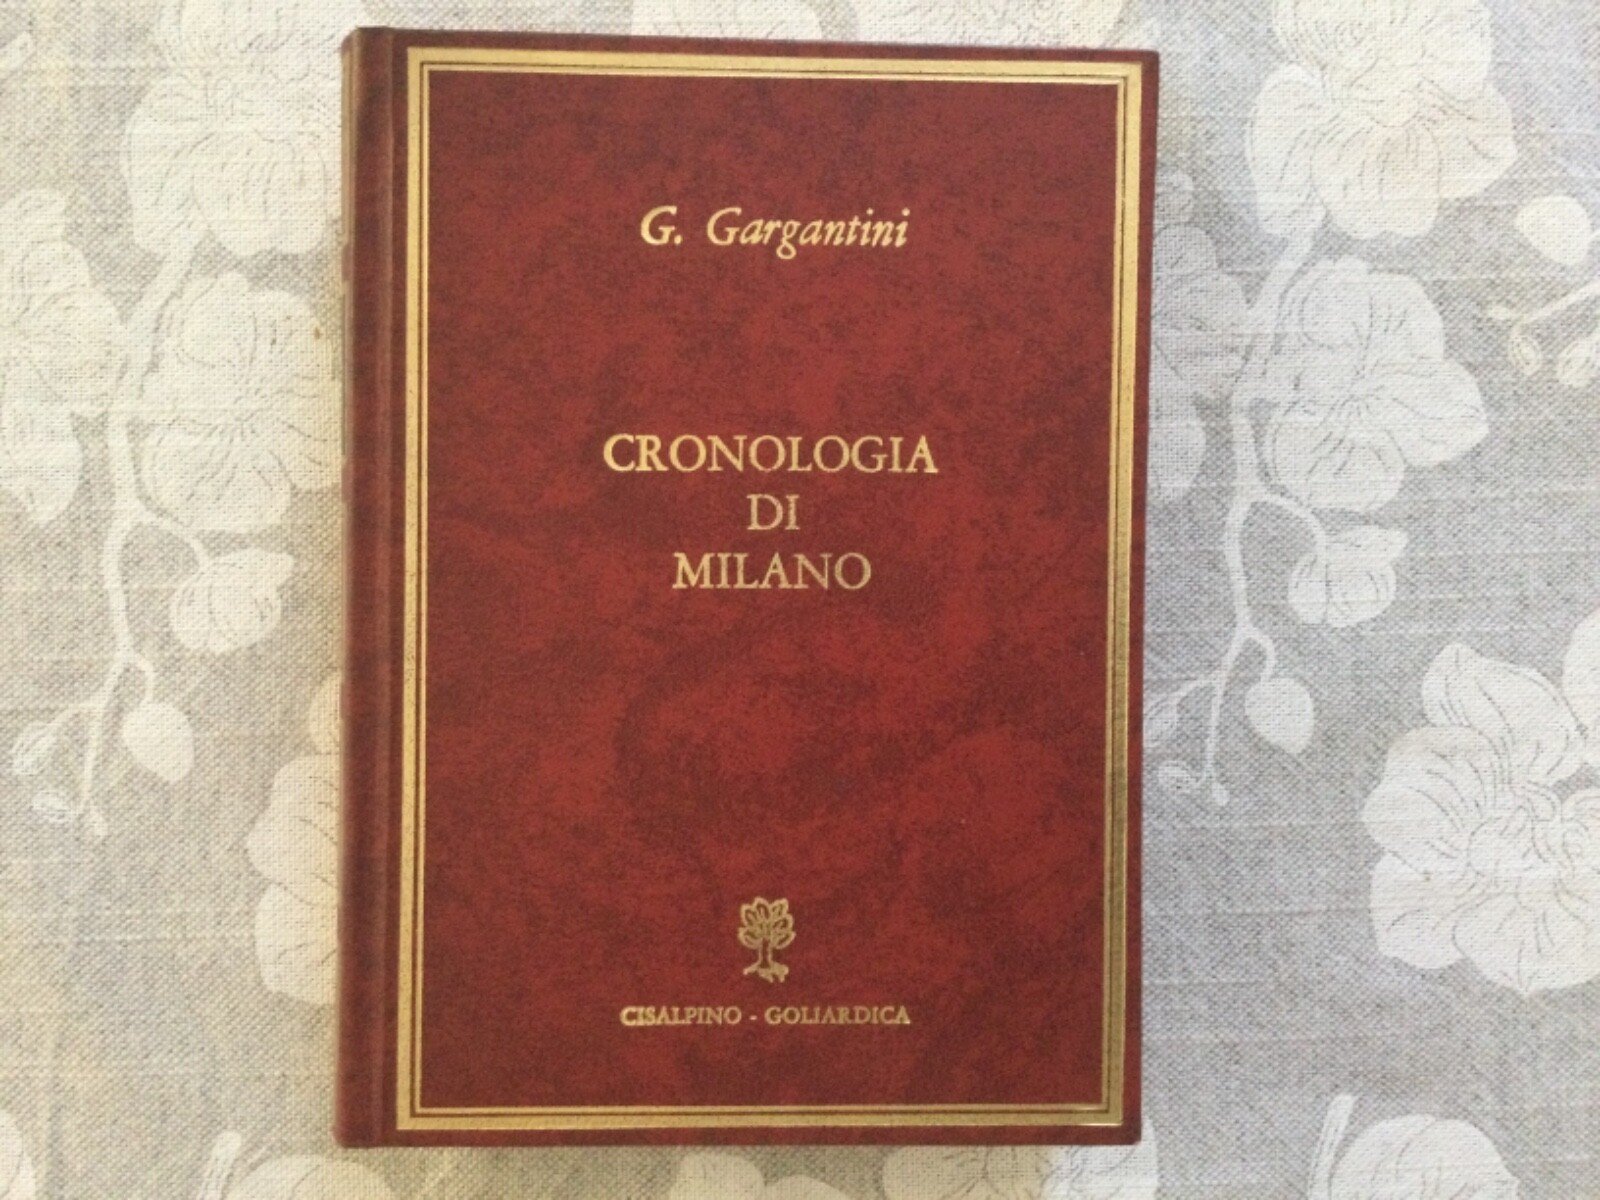 G. Gargantini
CRONOLOGIA
DI
MILANO
CISALPINO - GOLIARDICA